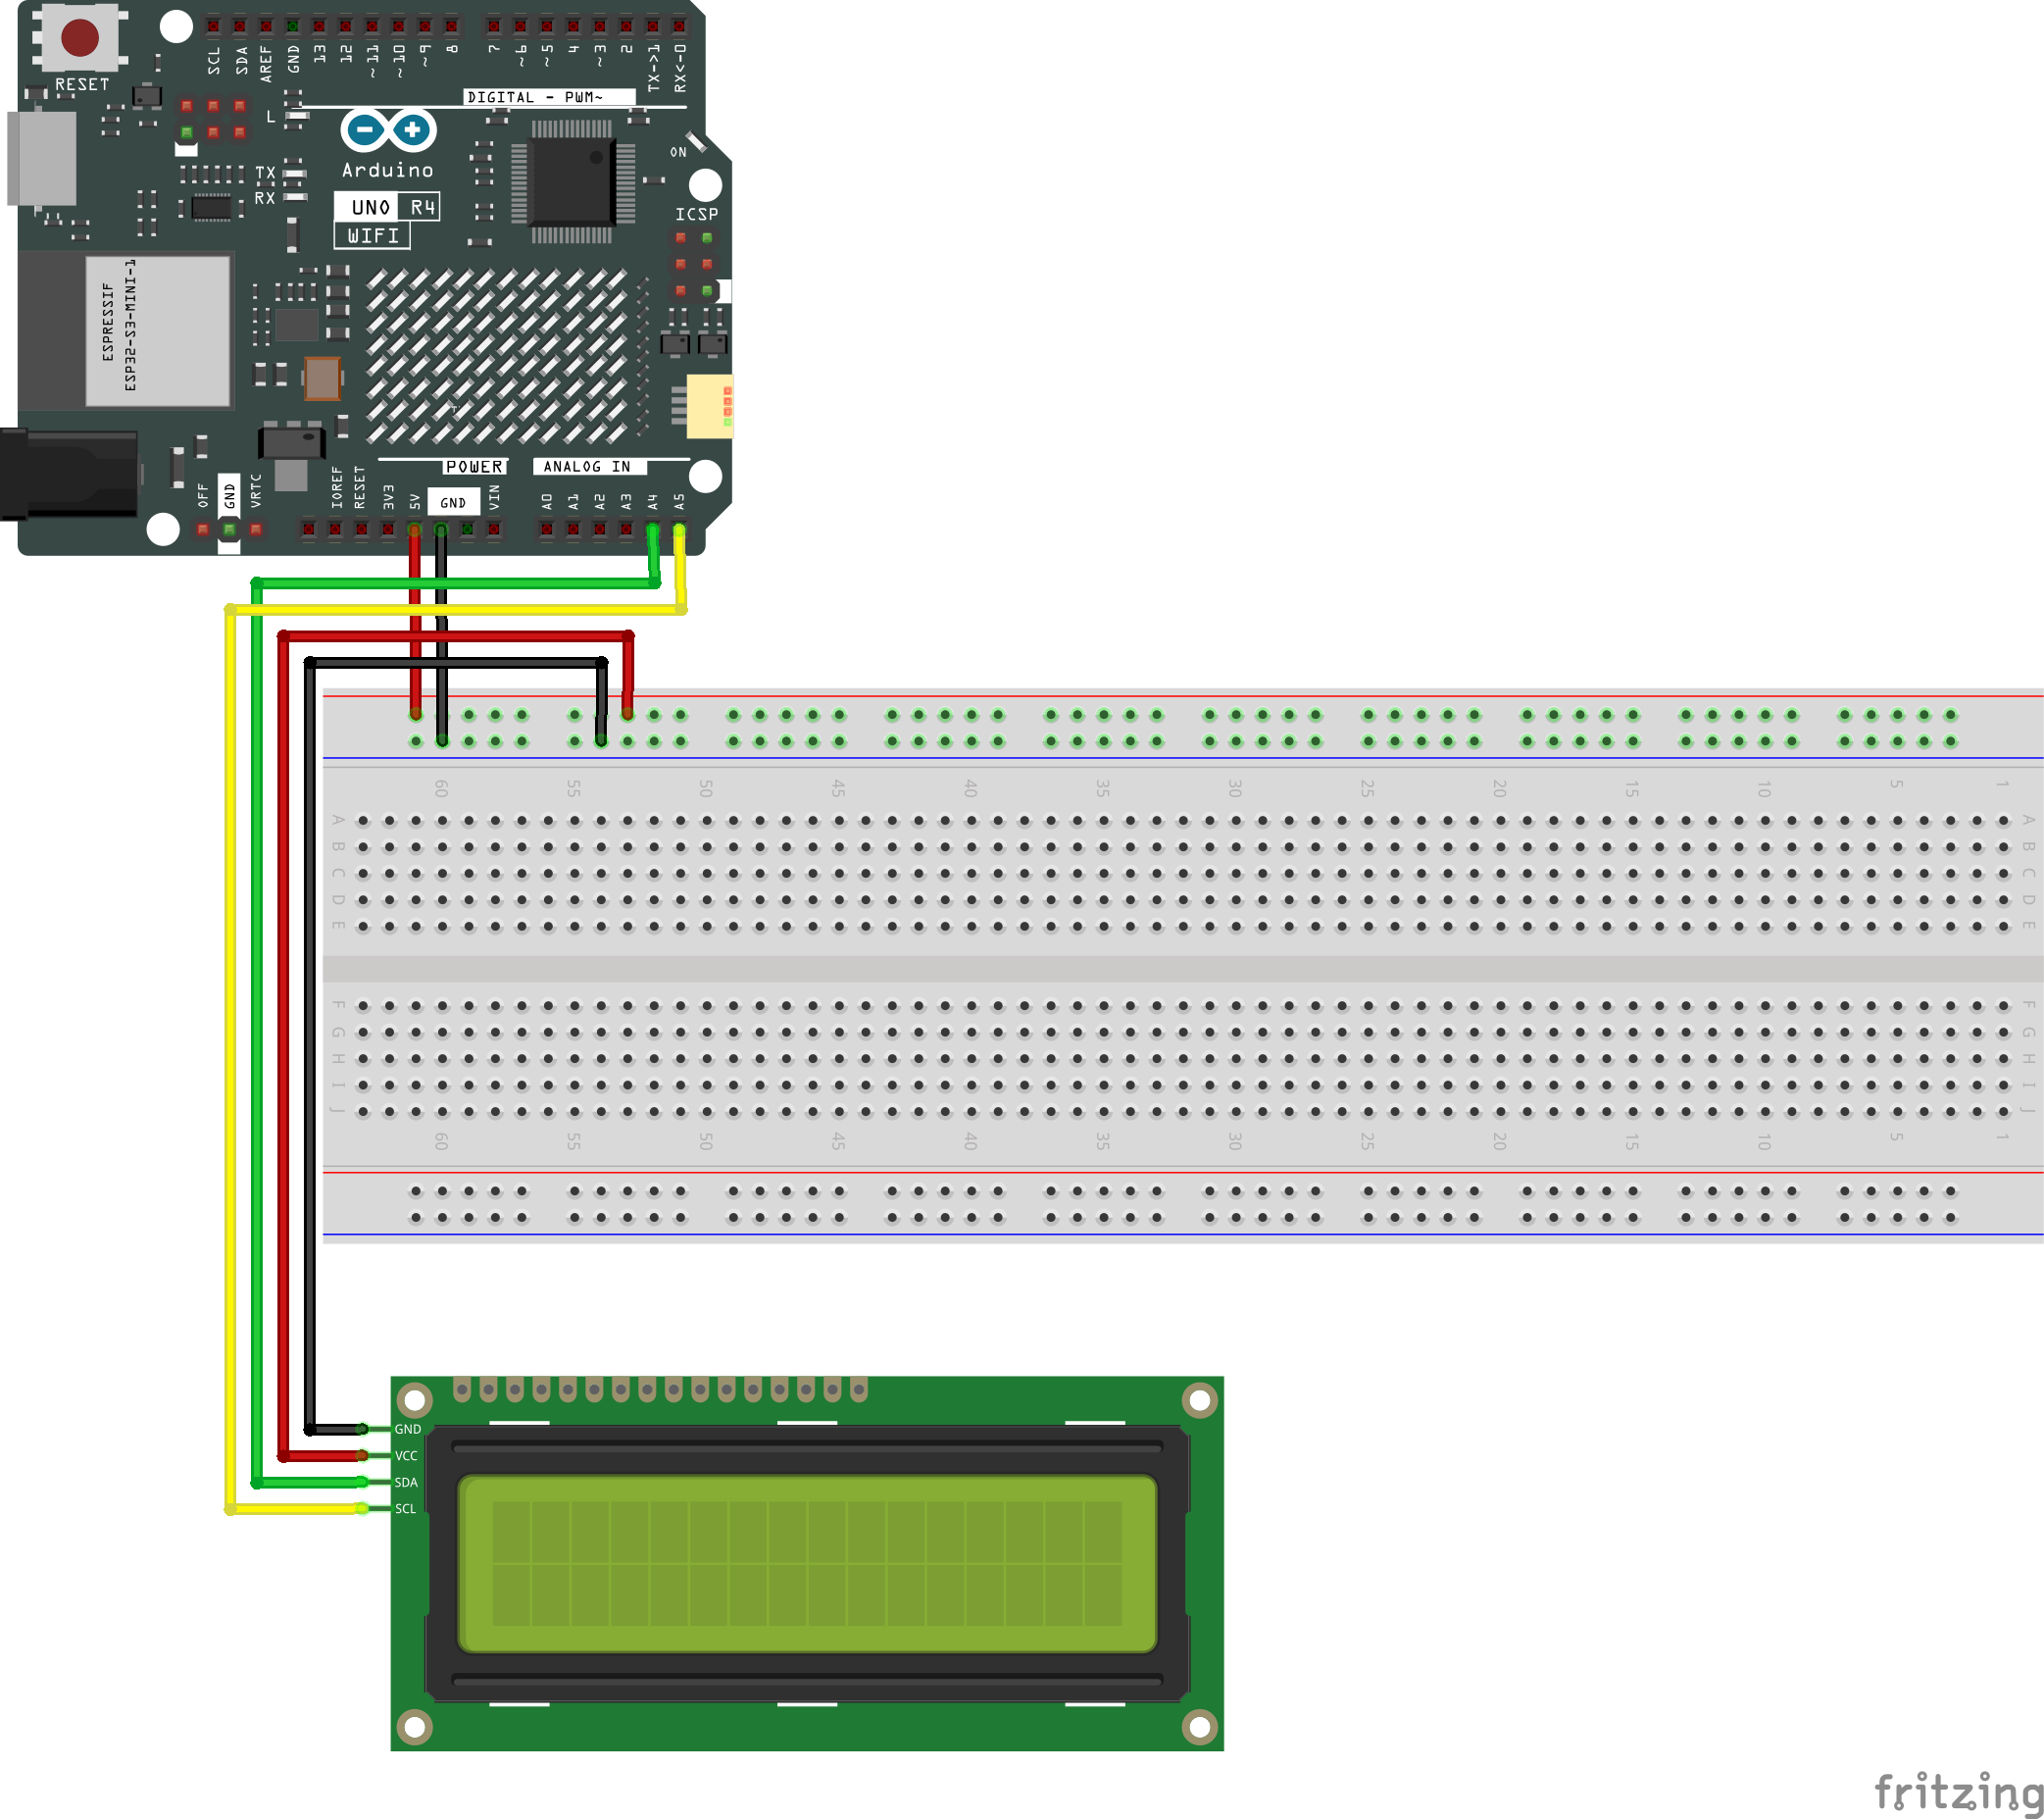 RESET
SCL SDA AREF GND 13 12 ~11 ~10 ~9 8 7 ~6 ~5 4 ~3 2 TX->1 RX<-0
DIGITAL - PWM~
L
TX
RX
Arduino
UNO R4
WIFI
ON
ICSP
ESPRESSIF
ESP32-S3-MINI-1
POWER
ANALOG IN
OFF GND VRTC
IOREF RESET 3V3 5V GND VIN
A0 A1 A2 A3 A4 A5
60 55 50 45 40 35 30 25 20 15 10 5 1
A A
B B
C C
D D
E E
F F
G G
H H
I I
J J
60 55 50 45 40 35 30 25 20 15 10 5 1
GND
VCC
SDA
SCL
fritzing